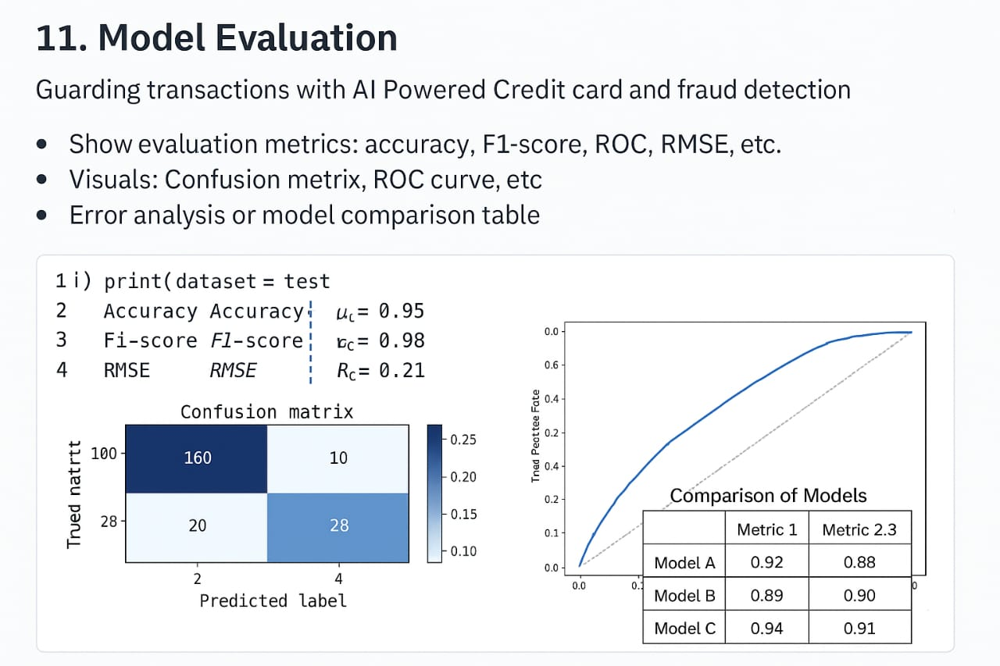 11. Model Evaluation
Guarding transactions with AI Powered Credit card and fraud detection
• Show evaluation metrics: accuracy, F1-score, ROC, RMSE, etc.
• Visuals: Confusion metrix, ROC curve, etc
• Error analysis or model comparison table
1 i) print(dataset = test
2 Accuracy Accuracy = 0.95
3 Fi-score F1-score = 0.98
4 RMSE RMSE R_C = 0.21
Confusion matrix
Trued natrtt
100 160 10
28 20 28
2 4
Predicted label
0.25
0.20
0.15
0.10
Tned Peottee Fate
0.0
0.6
0.4
0.2
0.4
0.2
0.1
0.0
0.0 0.1 0
Comparison of Models
Metric 1 Metric 2.3
Model A 0.92 0.88
Model B 0.89 0.90
Model C 0.94 0.91